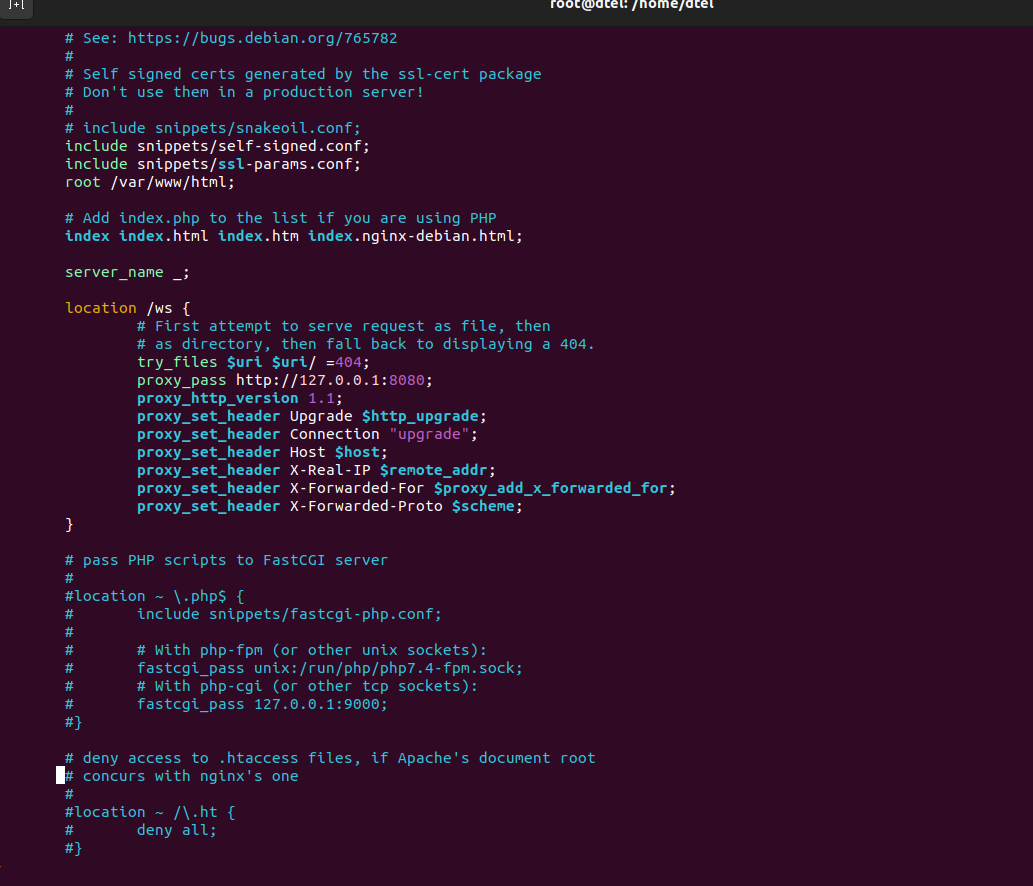 [+]
root@dtel: /home/dtel
# See: https://bugs.debian.org/765782
#
# Self signed certs generated by the ssl-cert package
# Don't use them in a production server!
#
# include snippets/snakeoil.conf;
include snippets/self-signed.conf;
include snippets/ssl-params.conf;
root /var/www/html;

# Add index.php to the list if you are using PHP
index index.html index.htm index.nginx-debian.html;

server_name _;

location /ws {
        # First attempt to serve request as file, then
        # as directory, then fall back to displaying a 404.
        try_files $uri $uri/ =404;
        proxy_pass http://127.0.0.1:8080;
        proxy_http_version 1.1;
        proxy_set_header Upgrade $http_upgrade;
        proxy_set_header Connection "upgrade";
        proxy_set_header Host $host;
        proxy_set_header X-Real-IP $remote_addr;
        proxy_set_header X-Forwarded-For $proxy_add_x_forwarded_for;
        proxy_set_header X-Forwarded-Proto $scheme;
}

# pass PHP scripts to FastCGI server
#
#location ~ \.php$ {
#       include snippets/fastcgi-php.conf;
#
#       # With php-fpm (or other unix sockets):
#       fastcgi_pass unix:/run/php/php7.4-fpm.sock;
#       # With php-cgi (or other tcp sockets):
#       fastcgi_pass 127.0.0.1:9000;
#}

# deny access to .htaccess files, if Apache's document root
# concurs with nginx's one
#
#location ~ /\.ht {
#       deny all;
#}